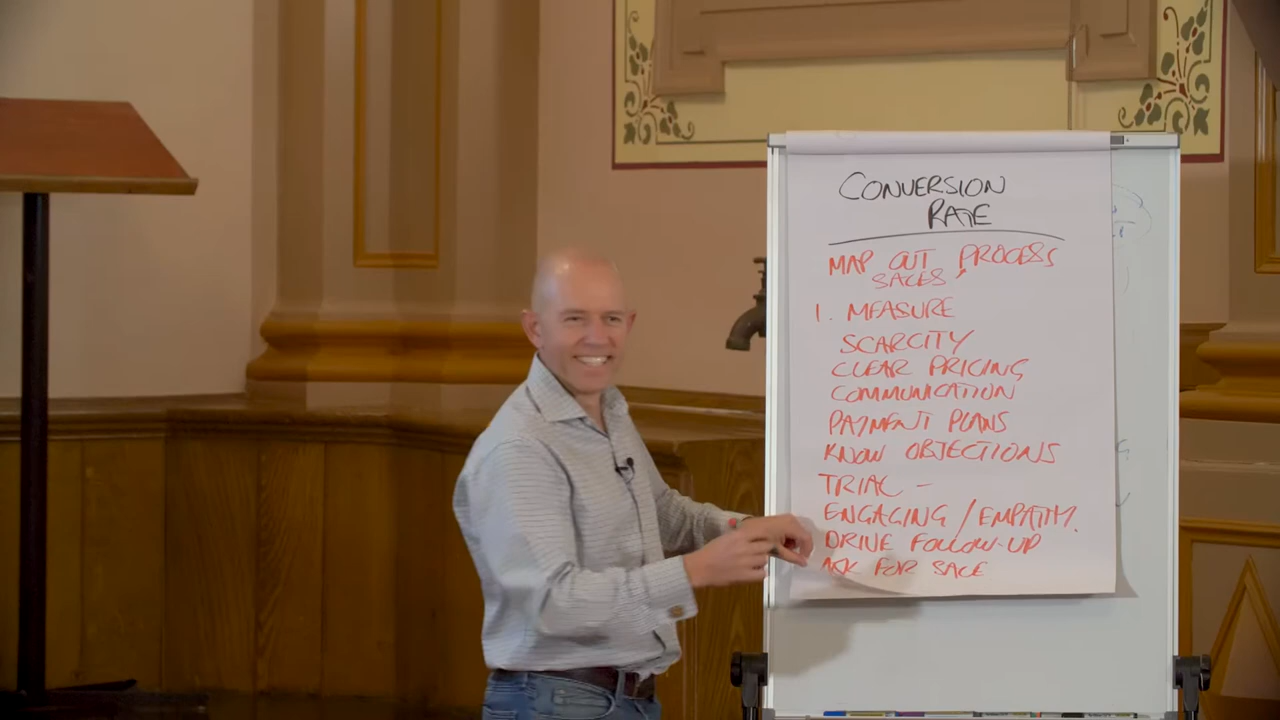 CONVERSION
RATE
MAP OUT PROCESS
SALES
1. MEASURE
SCARCITY
CLEAR PRICING
COMMUNICATION
PAYMENT PLANS
KNOW OBJECTIONS
TRIAL -
ENGAGING / EMPATHY.
DRIVE FOLLOW-UP
ASK FOR SALE